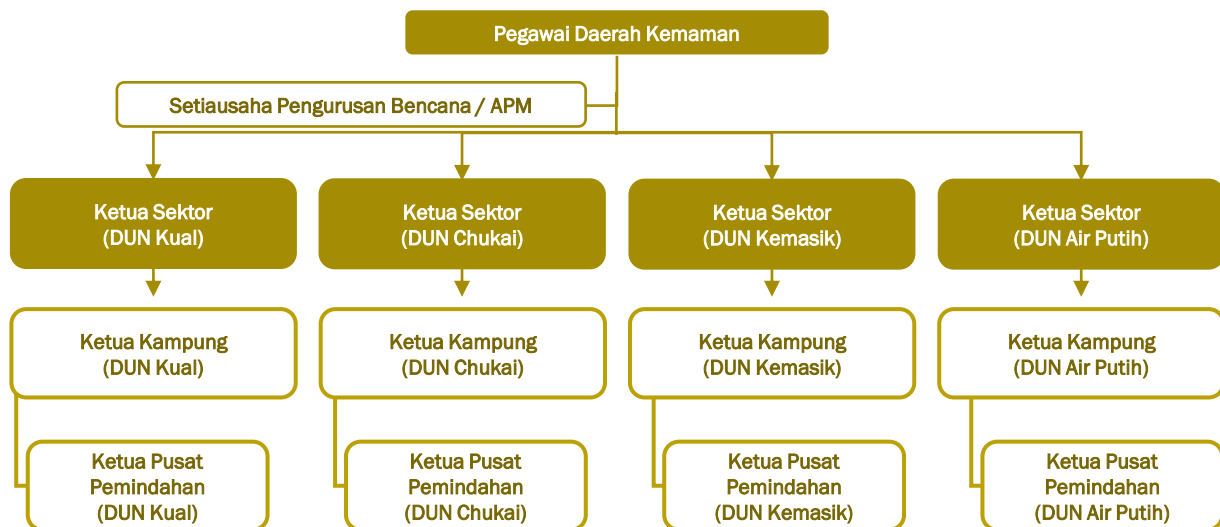 Pegawai Daerah Kemaman
Setiausaha Pengurusan Bencana / APM
Ketua Sektor
(DUN Kual)
Ketua Sektor
(DUN Chukai)
Ketua Sektor
(DUN Kemasik)
Ketua Sektor
(DUN Air Putih)
Ketua Kampung
(DUN Kual)
Ketua Kampung
(DUN Chukai)
Ketua Kampung
(DUN Kemasik)
Ketua Kampung
(DUN Air Putih)
Ketua Pusat
Pemindahan
(DUN Kual)
Ketua Pusat
Pemindahan
(DUN Chukai)
Ketua Pusat
Pemindahan
(DUN Kemasik)
Ketua Pusat
Pemindahan
(DUN Air Putih)